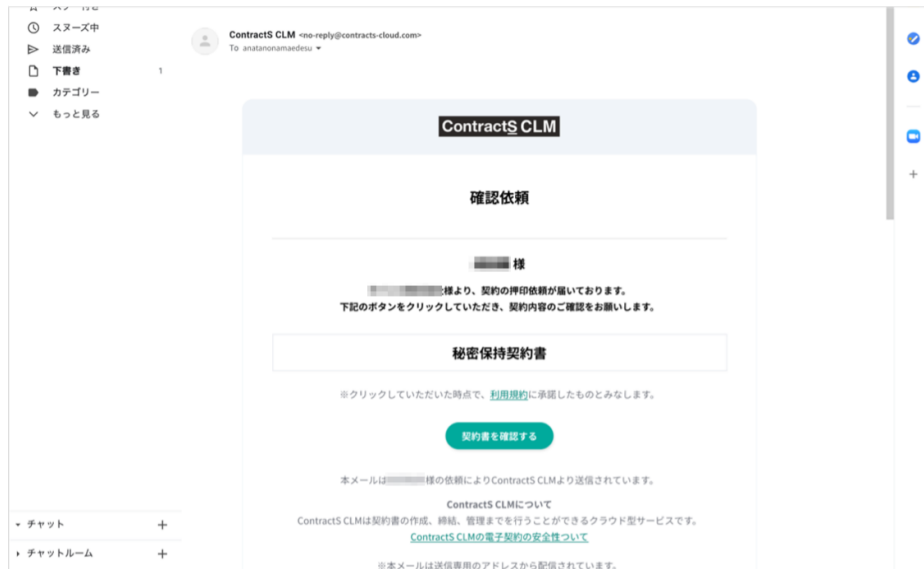 スヌーズ中
送信済み
下書き 1
カテゴリー
もっと見る
チャット
チャットルーム
ContractS CLM <no-reply@contracts-cloud.com>
To anatanonamaedesu
ContractS CLM
確認依頼
様
様より、契約の押印依頼が届いております。
下記のボタンをクリックしていただき、契約内容のご確認をお願いします。
秘密保持契約書
※クリックしていただいた時点で、利用規約に承諾したものとみなします。
契約書を確認する
本メールは様の依頼によりContractS CLMより送信されています。
ContractS CLMについて
ContractS CLMは契約書の作成、締結、管理までを行うことができるクラウド型サービスです。
ContractS CLMの電子契約の安全性ついて
※本メールは送信専用のアドレスから配信されています。